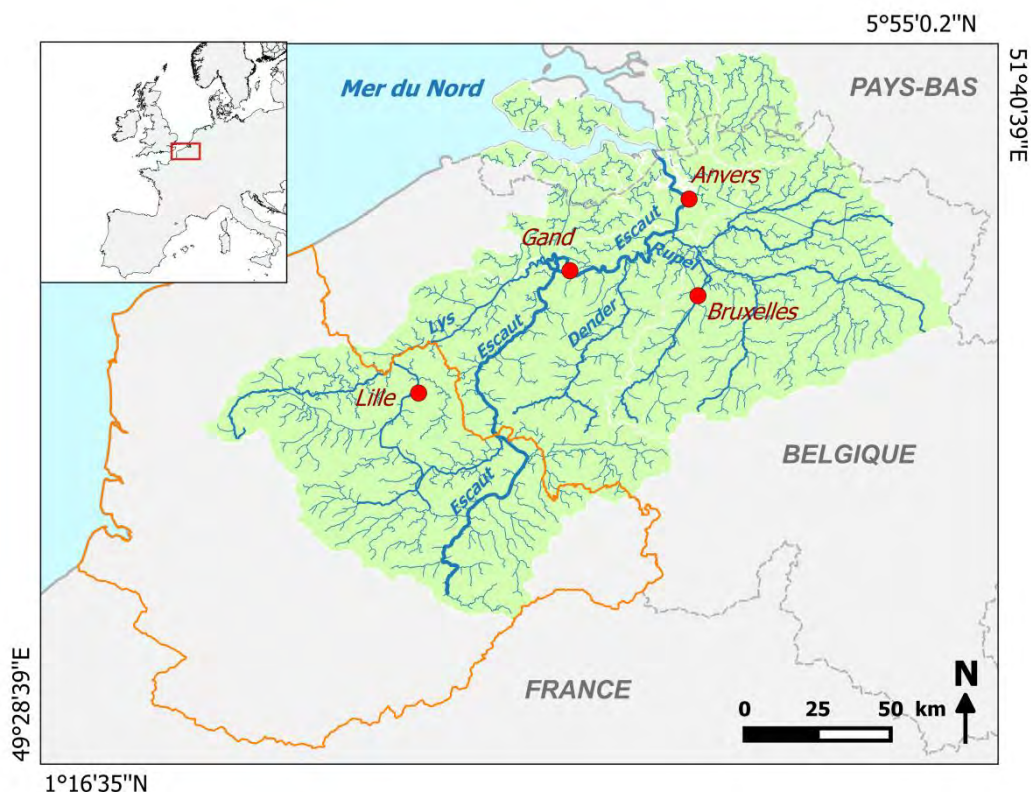 5°55'0.2"N
51°40'39"E
Mer du Nord
PAYS-BAS
Anvers
Gand
Escaut
Rupel
Bruxelles
Lys
Escaut
Dender
Lille
BELGIQUE
Escaut
FRANCE
N
0 25 50 km
49°28'39"E
1°16'35"N